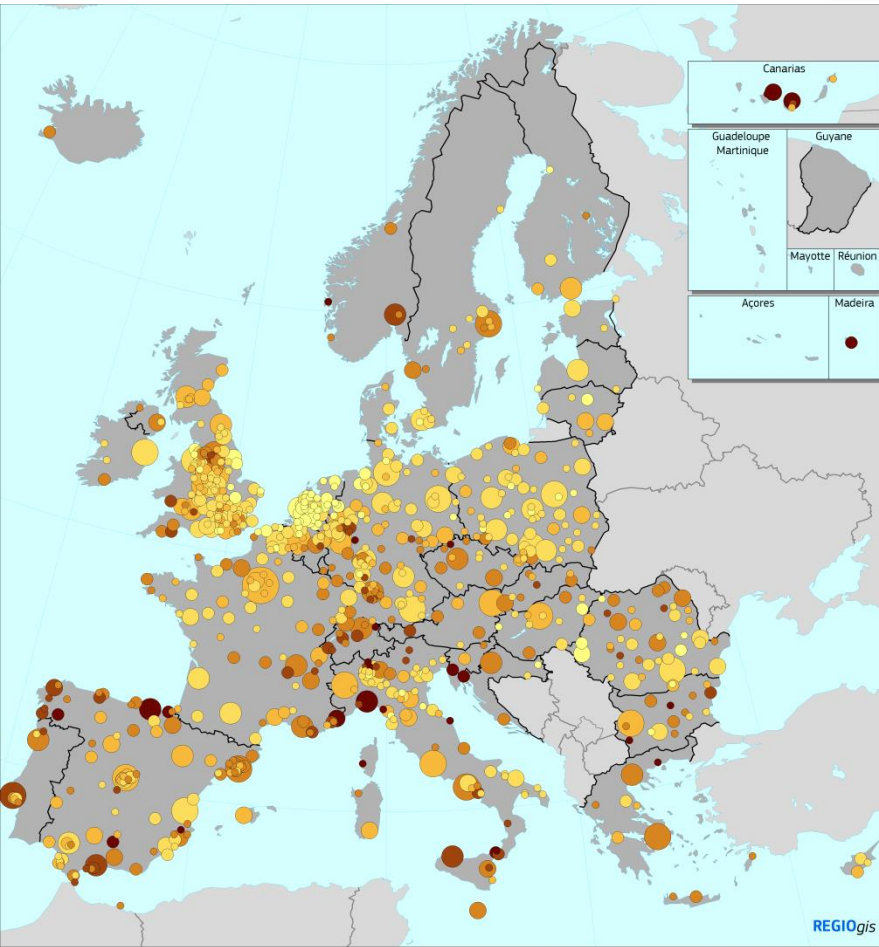 Canarias
Guadeloupe
Martinique
Guyane
Mayotte
Réunion
Açores
Madeira
REGIOgis